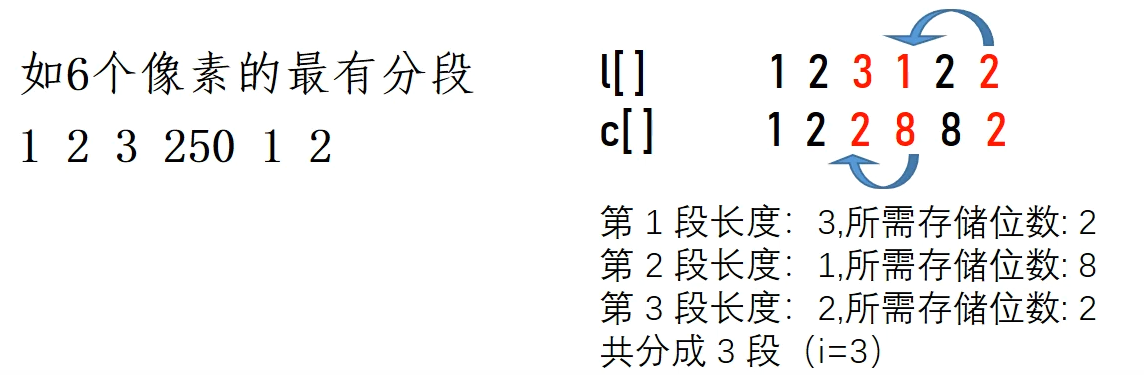 如6个像素的最有分段
1 2 3 250 1 2
l[ ] 1 2 3 1 2 2
c[ ] 1 2 2 8 8 2
第 1 段长度：3,所需存储位数: 2
第 2 段长度：1,所需存储位数: 8
第 3 段长度：2,所需存储位数: 2
共分成 3 段（i=3）